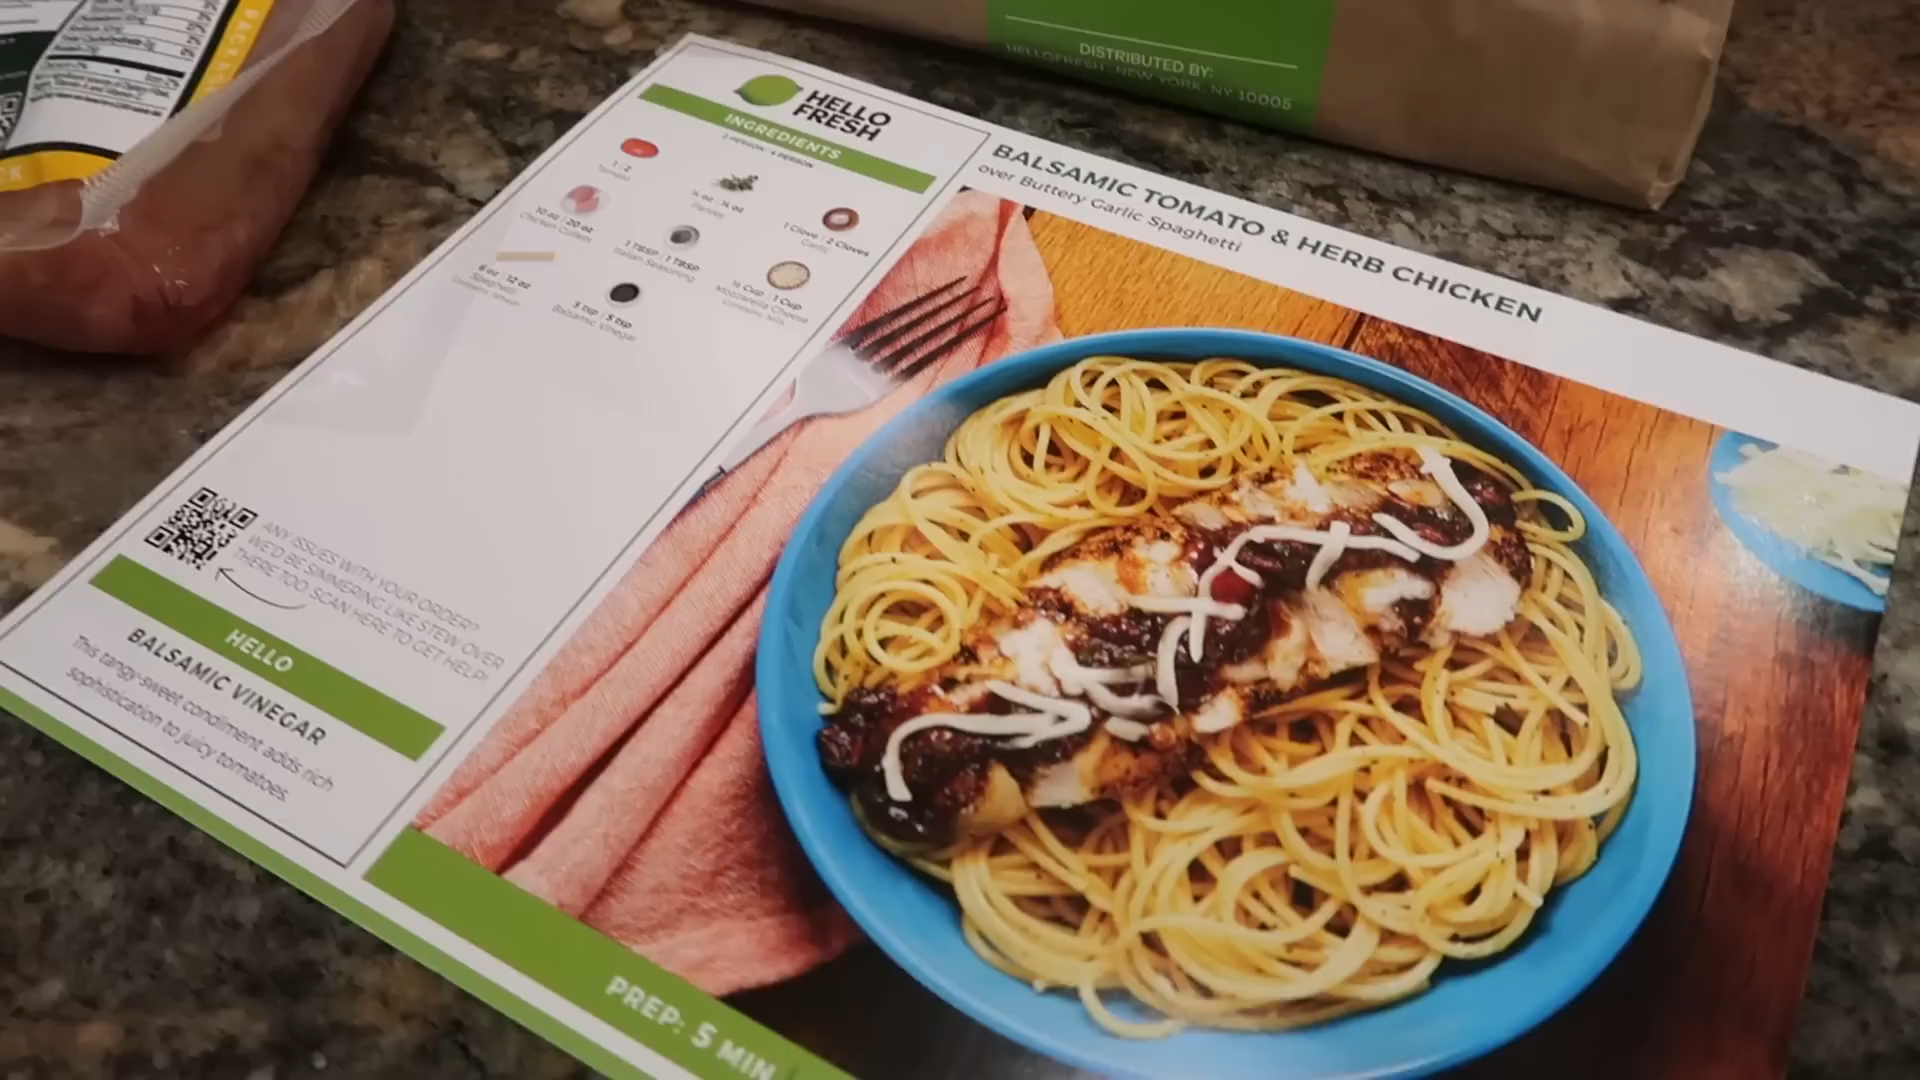 DISTRIBUTED BY:
HELLOFRESH, NEW YORK, NY 10005
HELLO
FRESH
INGREDIENTS
2 PERSON | 4 PERSON
1 | 2
Tomato
¼ oz | ¼ oz
Parsley
1 Clove | 2 Cloves
Garlic
10 oz | 20 oz
Chicken Cutlets
1 TBSP | 1 TBSP
Italian Seasoning
½ Cup | 1 Cup
Mozzarella Cheese
Contains: Milk
6 oz | 12 oz
Spaghetti
Contains: Wheat
5 tsp | 5 tsp
Balsamic Vinegar
BALSAMIC TOMATO & HERB CHICKEN
over Buttery Garlic Spaghetti
ANY ISSUES WITH YOUR ORDER?
WE'D BE SIMMERING LIKE STEW OVER
THERE TOO. SCAN HERE TO GET HELP!
HELLO
BALSAMIC VINEGAR
This tangy-sweet condiment adds rich
sophistication to juicy tomatoes.
PREP: 5 MIN |